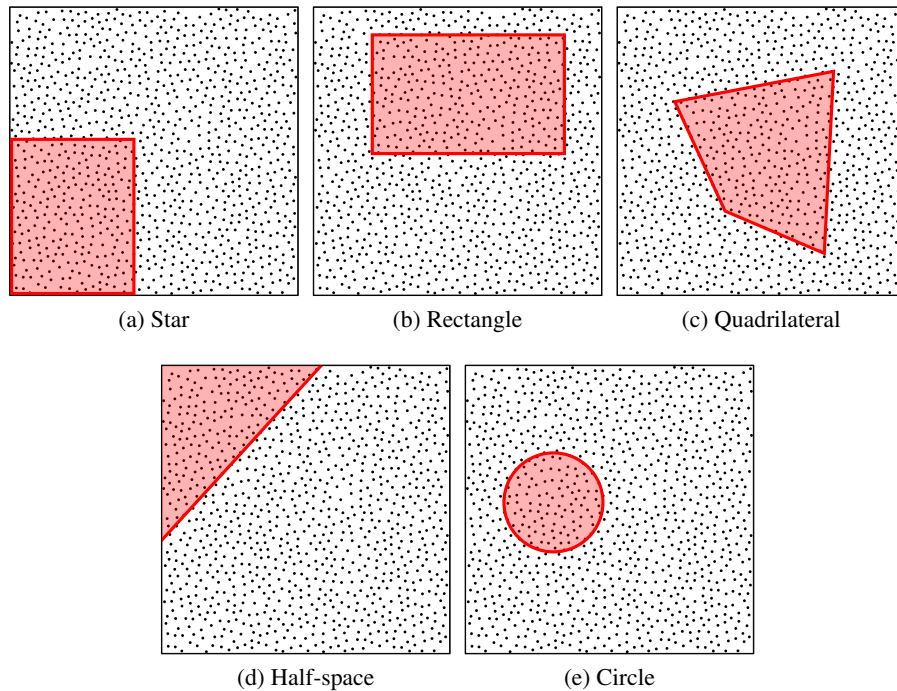 (a) Star
(b) Rectangle
(c) Quadrilateral
(d) Half-space
(e) Circle